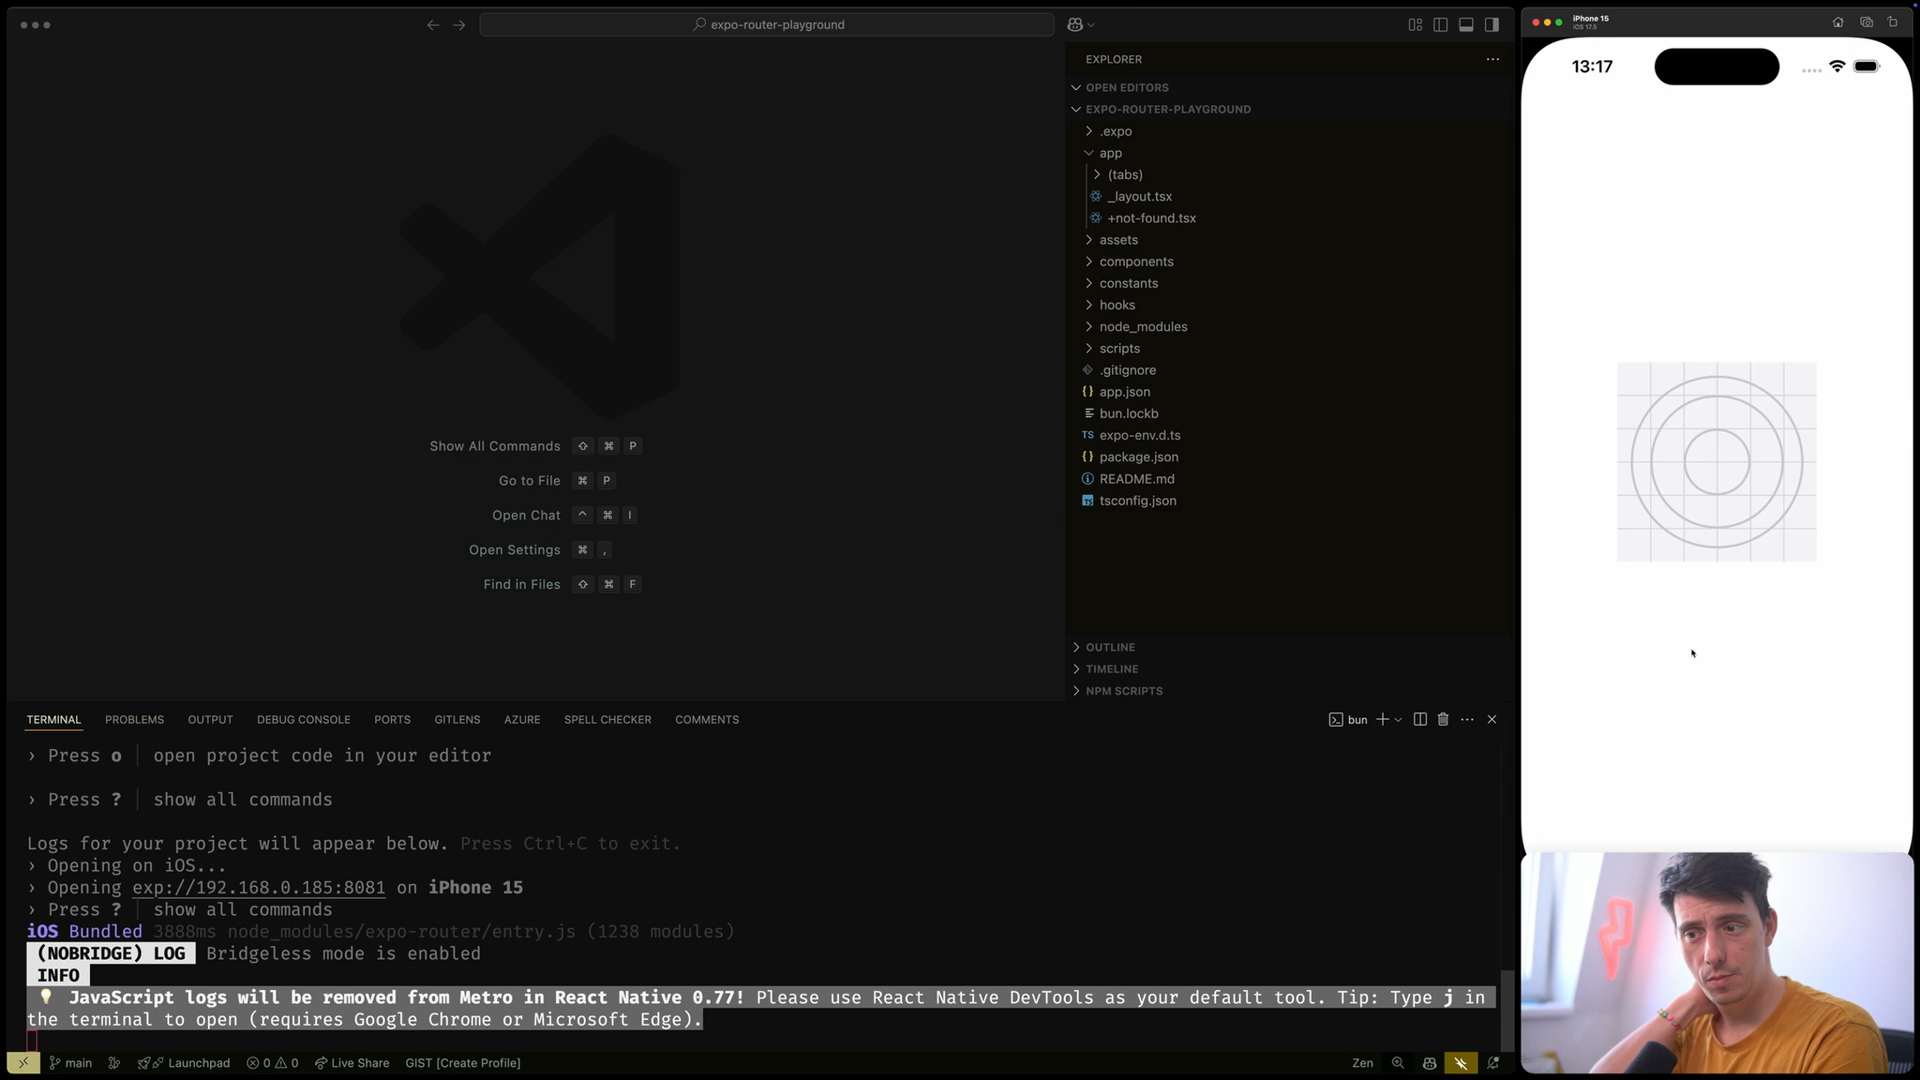 expo-router-playground
EXPLORER
OPEN EDITORS
EXPO-ROUTER-PLAYGROUND
.expo
app
(tabs)
_layout.tsx
+not-found.tsx
assets
components
constants
hooks
node_modules
scripts
.gitignore
app.json
bun.lockb
TS expo-env.d.ts
package.json
README.md
tsconfig.json
OUTLINE
TIMELINE
NPM SCRIPTS
Show All Commands ⇧ ⌘ P
Go to File ⌘ P
Open Chat ^ ⌘ I
Open Settings ⌘ ,
Find in Files ⇧ ⌘ F
TERMINAL PROBLEMS OUTPUT DEBUG CONSOLE PORTS GITLENS AZURE SPELL CHECKER COMMENTS
bun
› Press o │ open project code in your editor
› Press ? │ show all commands
Logs for your project will appear below. Press Ctrl+C to exit.
› Opening on iOS...
› Opening exp://192.168.0.185:8081 on iPhone 15
› Press ? │ show all commands
iOS Bundled 3888ms node_modules/expo-router/entry.js (1238 modules)
(NOBRIDGE) LOG Bridgeless mode is enabled
INFO
💡 JavaScript logs will be removed from Metro in React Native 0.77! Please use React Native DevTools as your default tool. Tip: Type j in
the terminal to open (requires Google Chrome or Microsoft Edge).
main Launchpad 0 0 Live Share GIST [Create Profile] Zen
iPhone 15
iOS 17.5
13:17